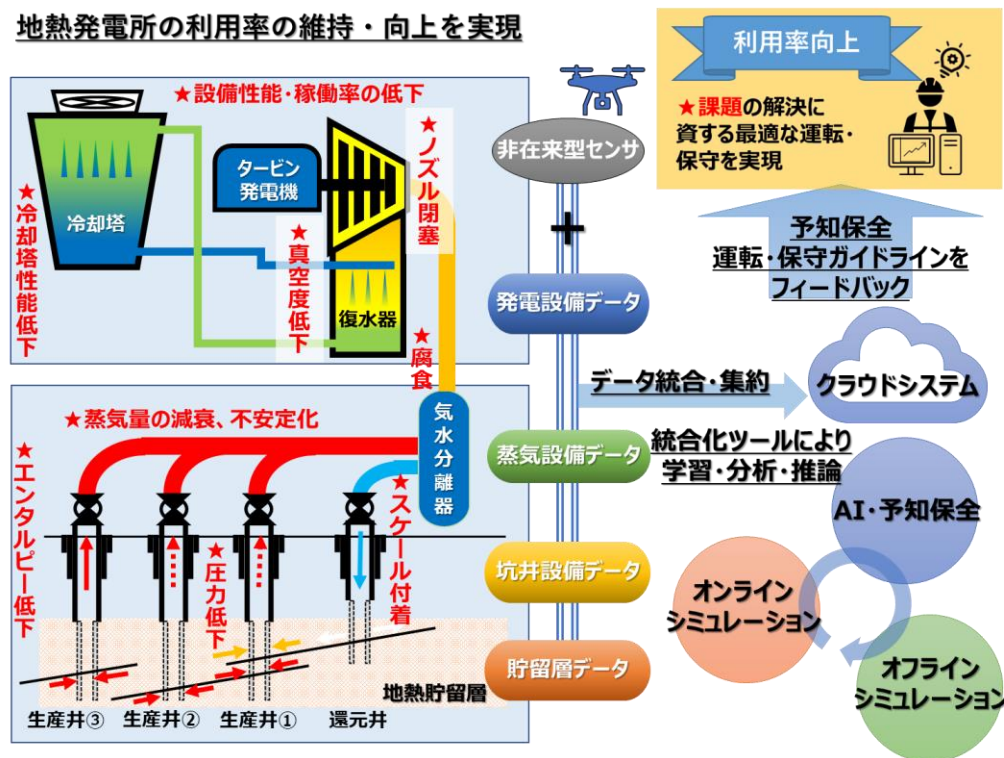 地熱発電所の利用率の維持・向上を実現
★設備性能・稼働率の低下
★ノズル閉塞
タービン
発電機
冷却塔
★冷却塔性能低下
★真空度低下
復水器
★腐食
★蒸気量の減衰、不安定化
気水分離器
★エンタルピー低下
★圧力低下
★スケール付着
地熱貯留層
生産井③
生産井②
生産井①
還元井
非在来型センサ
+
発電設備データ
蒸気設備データ
坑井設備データ
貯留層データ
利用率向上
★課題の解決に
資する最適な運転・
保守を実現
予知保全
運転・保守ガイドラインを
フィードバック
データ統合・集約
クラウドシステム
統合化ツールにより
学習・分析・推論
AI・予知保全
オンライン
シミュレーション
オフライン
シミュレーション